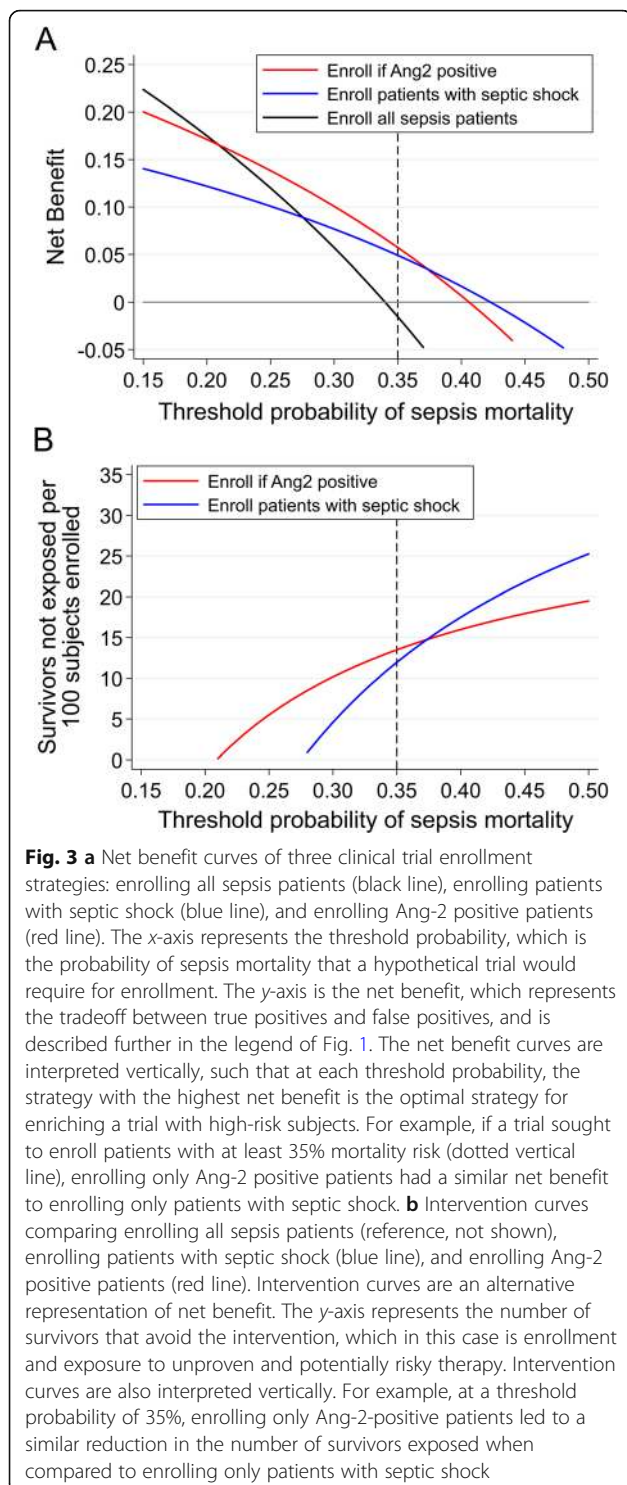 A
Enroll if Ang2 positive
Enroll patients with septic shock
Enroll all sepsis patients
Net Benefit
0.25
0.20
0.15
0.10
0.05
0
-0.05
0.15 0.20 0.25 0.30 0.35 0.40 0.45 0.50
Threshold probability of sepsis mortality
B
Enroll if Ang2 positive
Enroll patients with septic shock
Survivors not exposed per
100 subjects enrolled
35
30
25
20
15
10
5
0
0.15 0.20 0.25 0.30 0.35 0.40 0.45 0.50
Threshold probability of sepsis mortality
Fig. 3 a Net benefit curves of three clinical trial enrollment
strategies: enrolling all sepsis patients (black line), enrolling patients
with septic shock (blue line), and enrolling Ang-2 positive patients
(red line). The x-axis represents the threshold probability, which is
the probability of sepsis mortality that a hypothetical trial would
require for enrollment. The y-axis is the net benefit, which represents
the tradeoff between true positives and false positives, and is
described further in the legend of Fig. 1. The net benefit curves are
interpreted vertically, such that at each threshold probability, the
strategy with the highest net benefit is the optimal strategy for
enriching a trial with high-risk subjects. For example, if a trial sought
to enroll patients with at least 35% mortality risk (dotted vertical
line), enrolling only Ang-2 positive patients had a similar net benefit
to enrolling only patients with septic shock. b Intervention curves
comparing enrolling all sepsis patients (reference, not shown),
enrolling patients with septic shock (blue line), and enrolling Ang-2
positive patients (red line). Intervention curves are an alternative
representation of net benefit. The y-axis represents the number of
survivors that avoid the intervention, which in this case is enrollment
and exposure to unproven and potentially risky therapy. Intervention
curves are also interpreted vertically. For example, at a threshold
probability of 35%, enrolling only Ang-2-positive patients led to a
similar reduction in the number of survivors exposed when
compared to enrolling only patients with septic shock